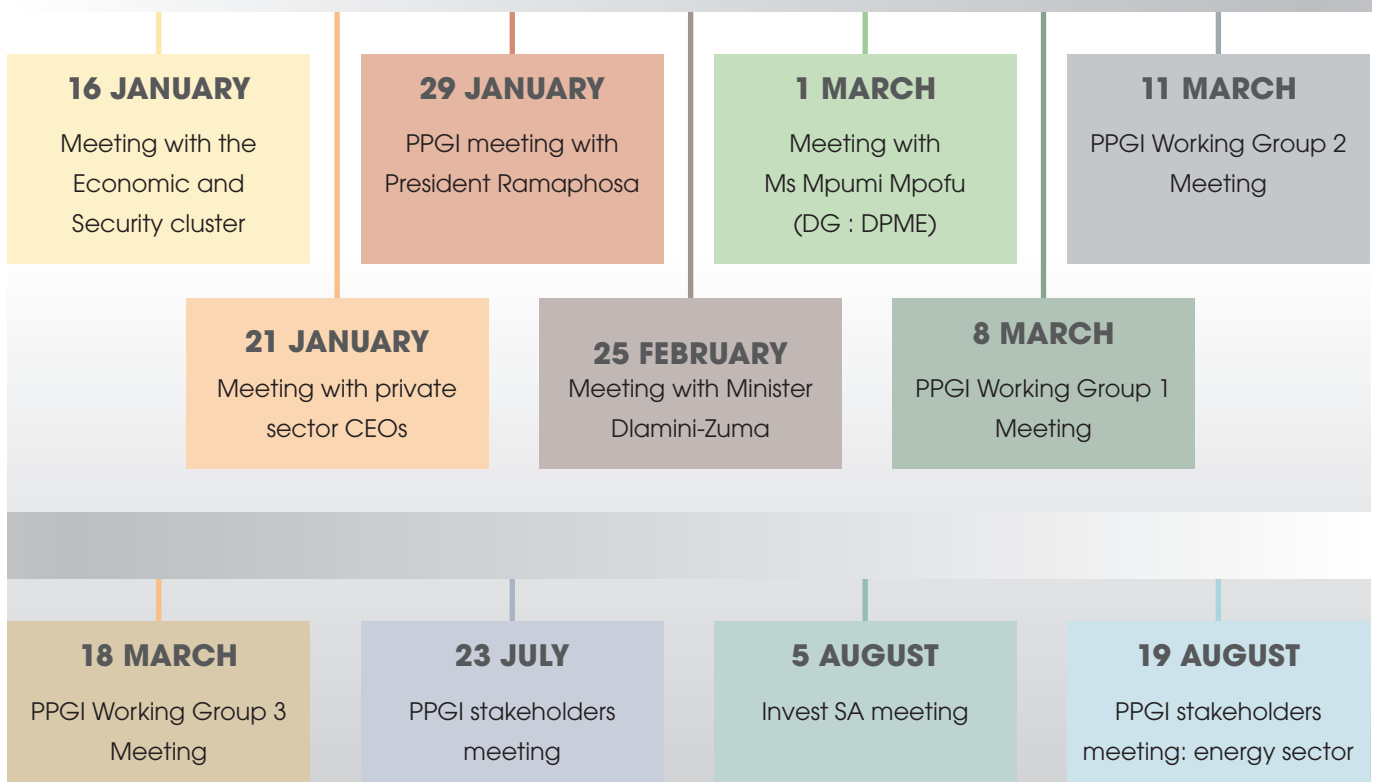 16 JANUARY
Meeting with the
Economic and
Security cluster
21 JANUARY
Meeting with private
sector CEOs
29 JANUARY
PPGI meeting with
President Ramaphosa
25 FEBRUARY
Meeting with Minister
Dlamini-Zuma
1 MARCH
Meeting with
Ms Mpumi Mpofu
(DG : DPME)
8 MARCH
PPGI Working Group 1
Meeting
11 MARCH
PPGI Working Group 2
Meeting
18 MARCH
PPGI Working Group 3
Meeting
23 JULY
PPGI stakeholders
meeting
5 AUGUST
Invest SA meeting
19 AUGUST
PPGI stakeholders
meeting: energy sector